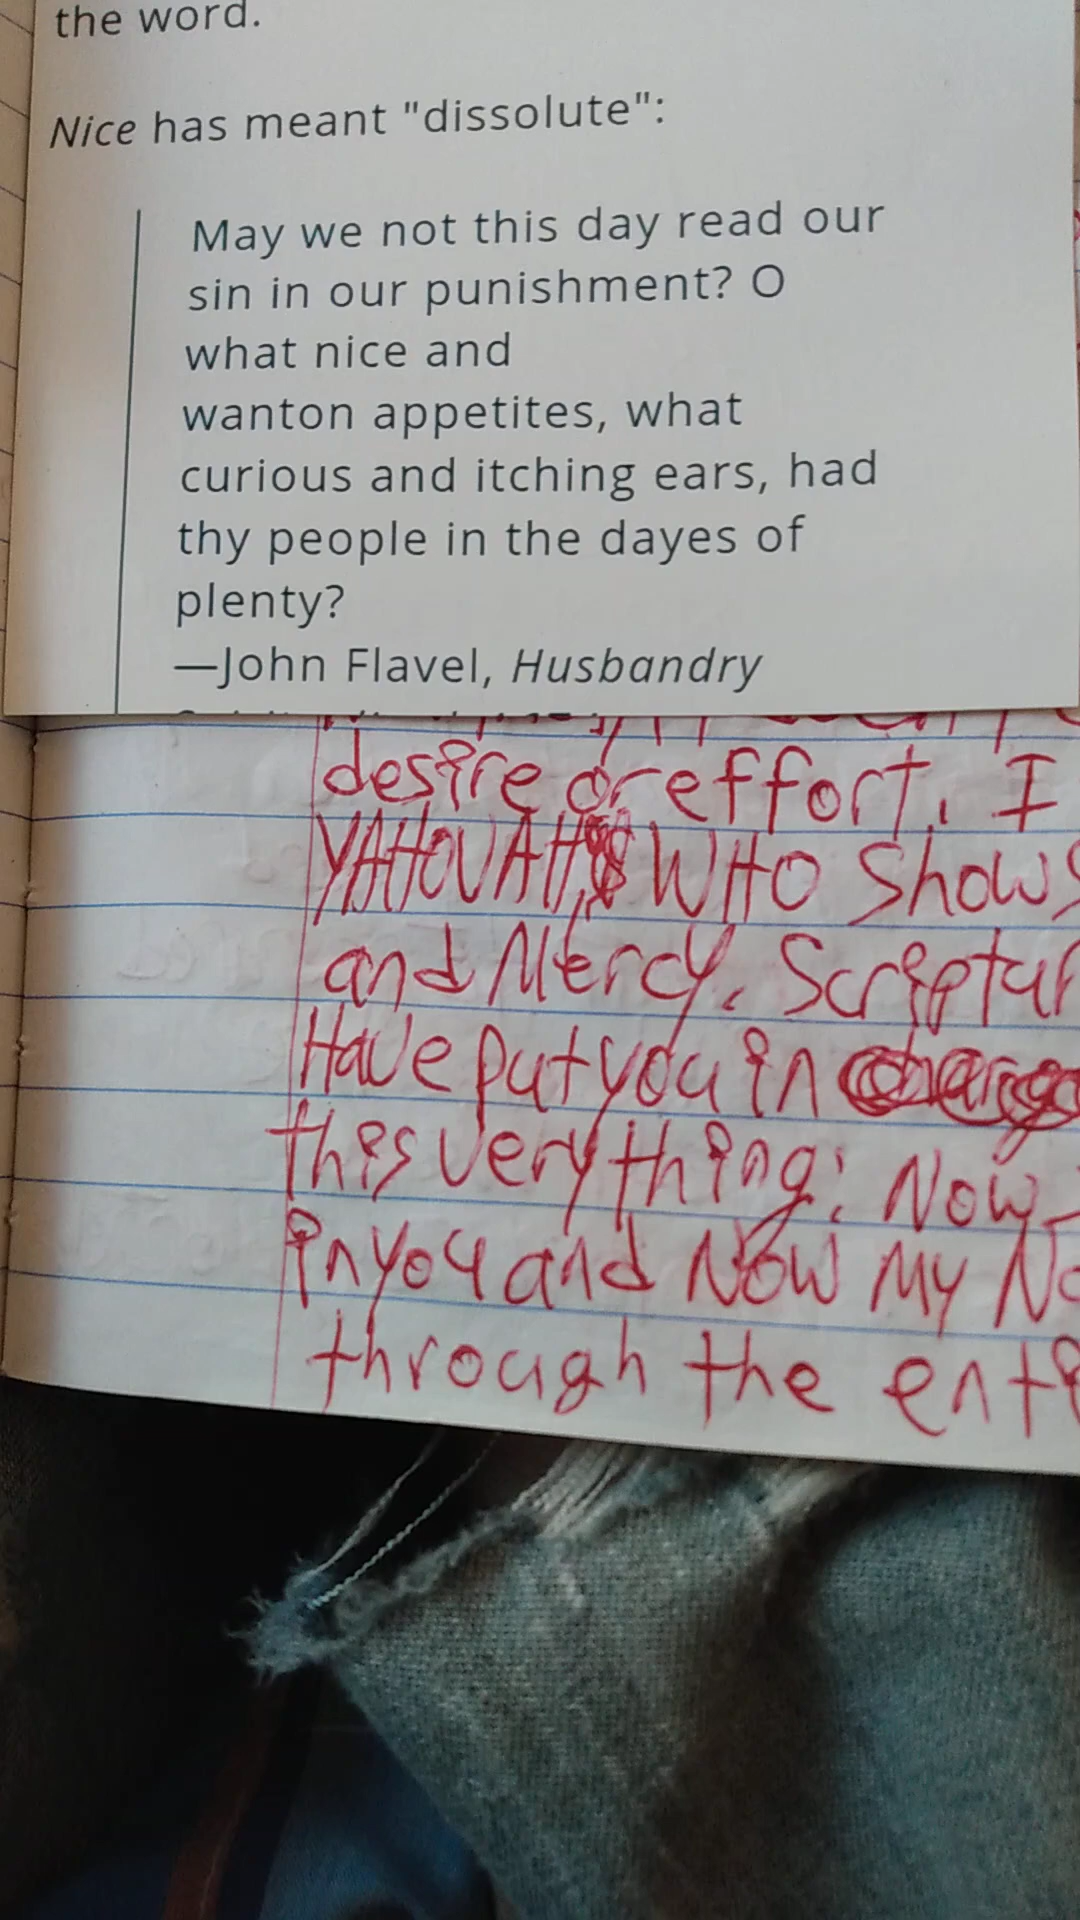 the word.
Nice has meant "dissolute":
May we not this day read our
sin in our punishment? O
what nice and
wanton appetites, what
curious and itching ears, had
thy people in the dayes of
plenty?
—John Flavel, Husbandry
desire or effort. I
YAHOVAH WHO Shows
and Mercy. Scriptur
Have put you in
this very thing: Now
in you and Now My
through the